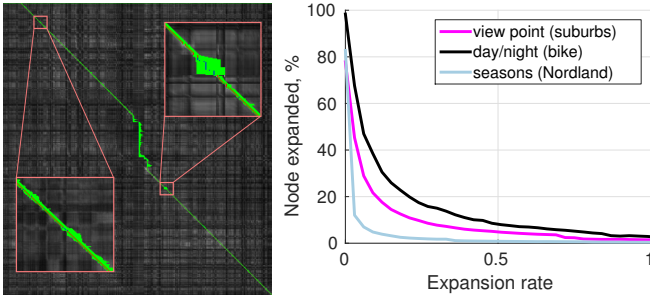 100
80
60
40
20
0
Node expanded, %
view point (suburbs)
day/night (bike)
seasons (Nordland)
0
0.5
1
Expansion rate